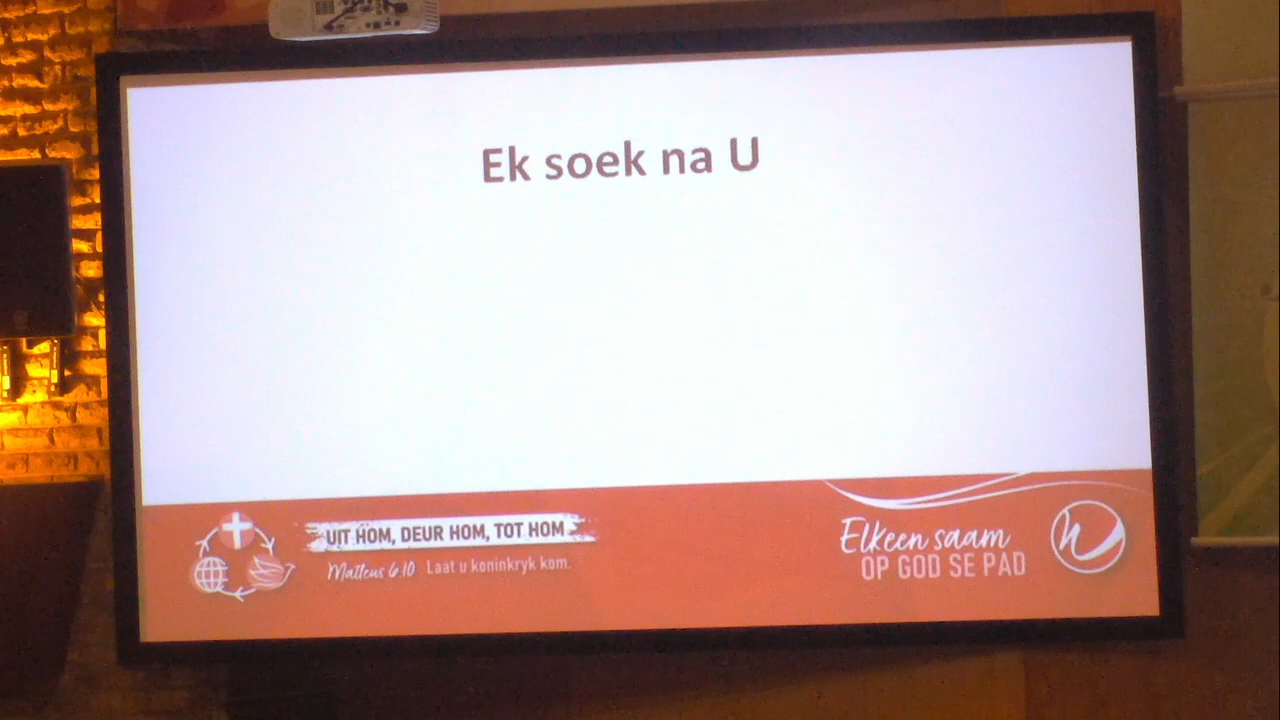 Ek soek na U
UIT HOM, DEUR HOM, TOT HOM
Matteus 6:10 Laat u koninkryk kom.
Elkeen saam
OP GOD SE PAD